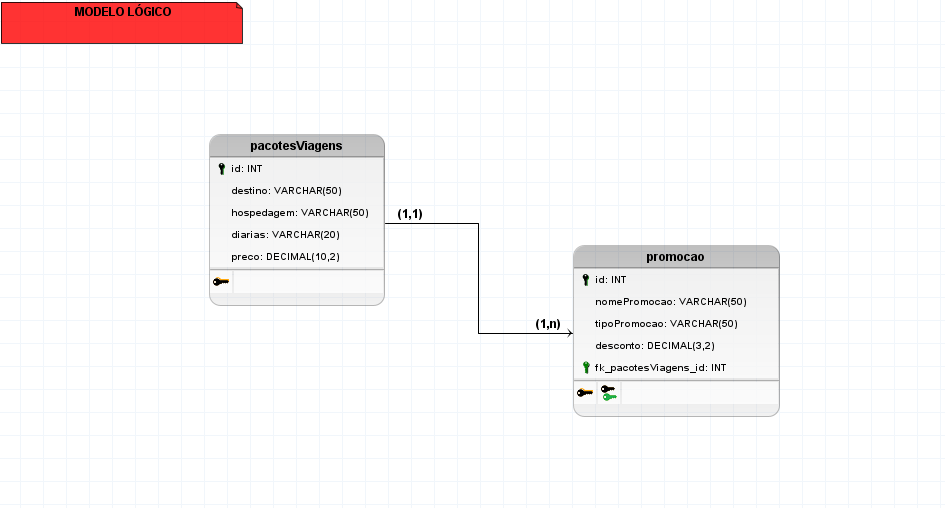 MODELO LÓGICO
pacotesViagens
id: INT
destino: VARCHAR(50)
hospedagem: VARCHAR(50)
diarias: VARCHAR(20)
preco: DECIMAL(10,2)
(1,1)
(1,n)
promocao
id: INT
nomePromocao: VARCHAR(50)
tipoPromocao: VARCHAR(50)
desconto: DECIMAL(3,2)
fk_pacotesViagens_id: INT